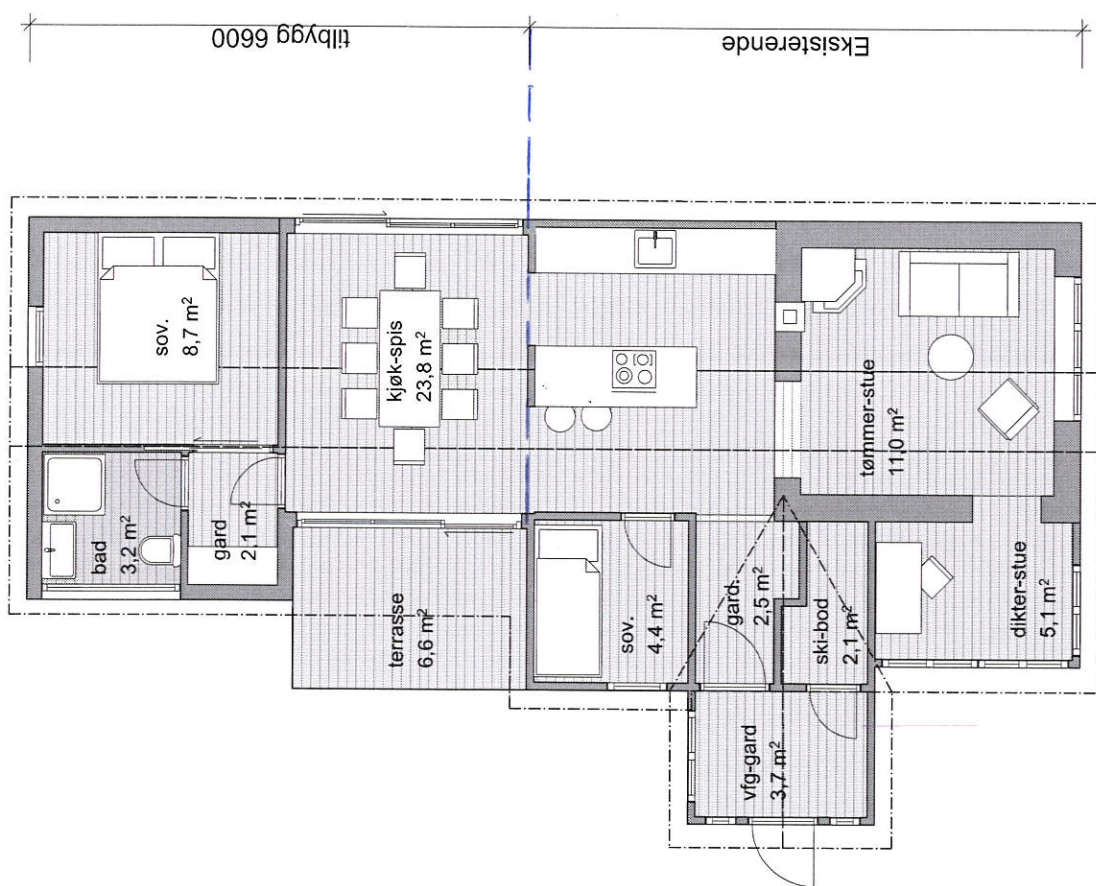 tilbygg 6600
Eksisterende
sov.
8,7 m²
bad
3,2 m²
gard
2,1 m²
kjøk-spis
23,8 m²
terrasse
6,6 m²
sov.
4,4 m²
gard.
2,5 m²
ski-bod
2,1 m²
vfg-gard
3,7 m²
tømmer-stue
11,0 m²
dikter-stue
5,1 m²